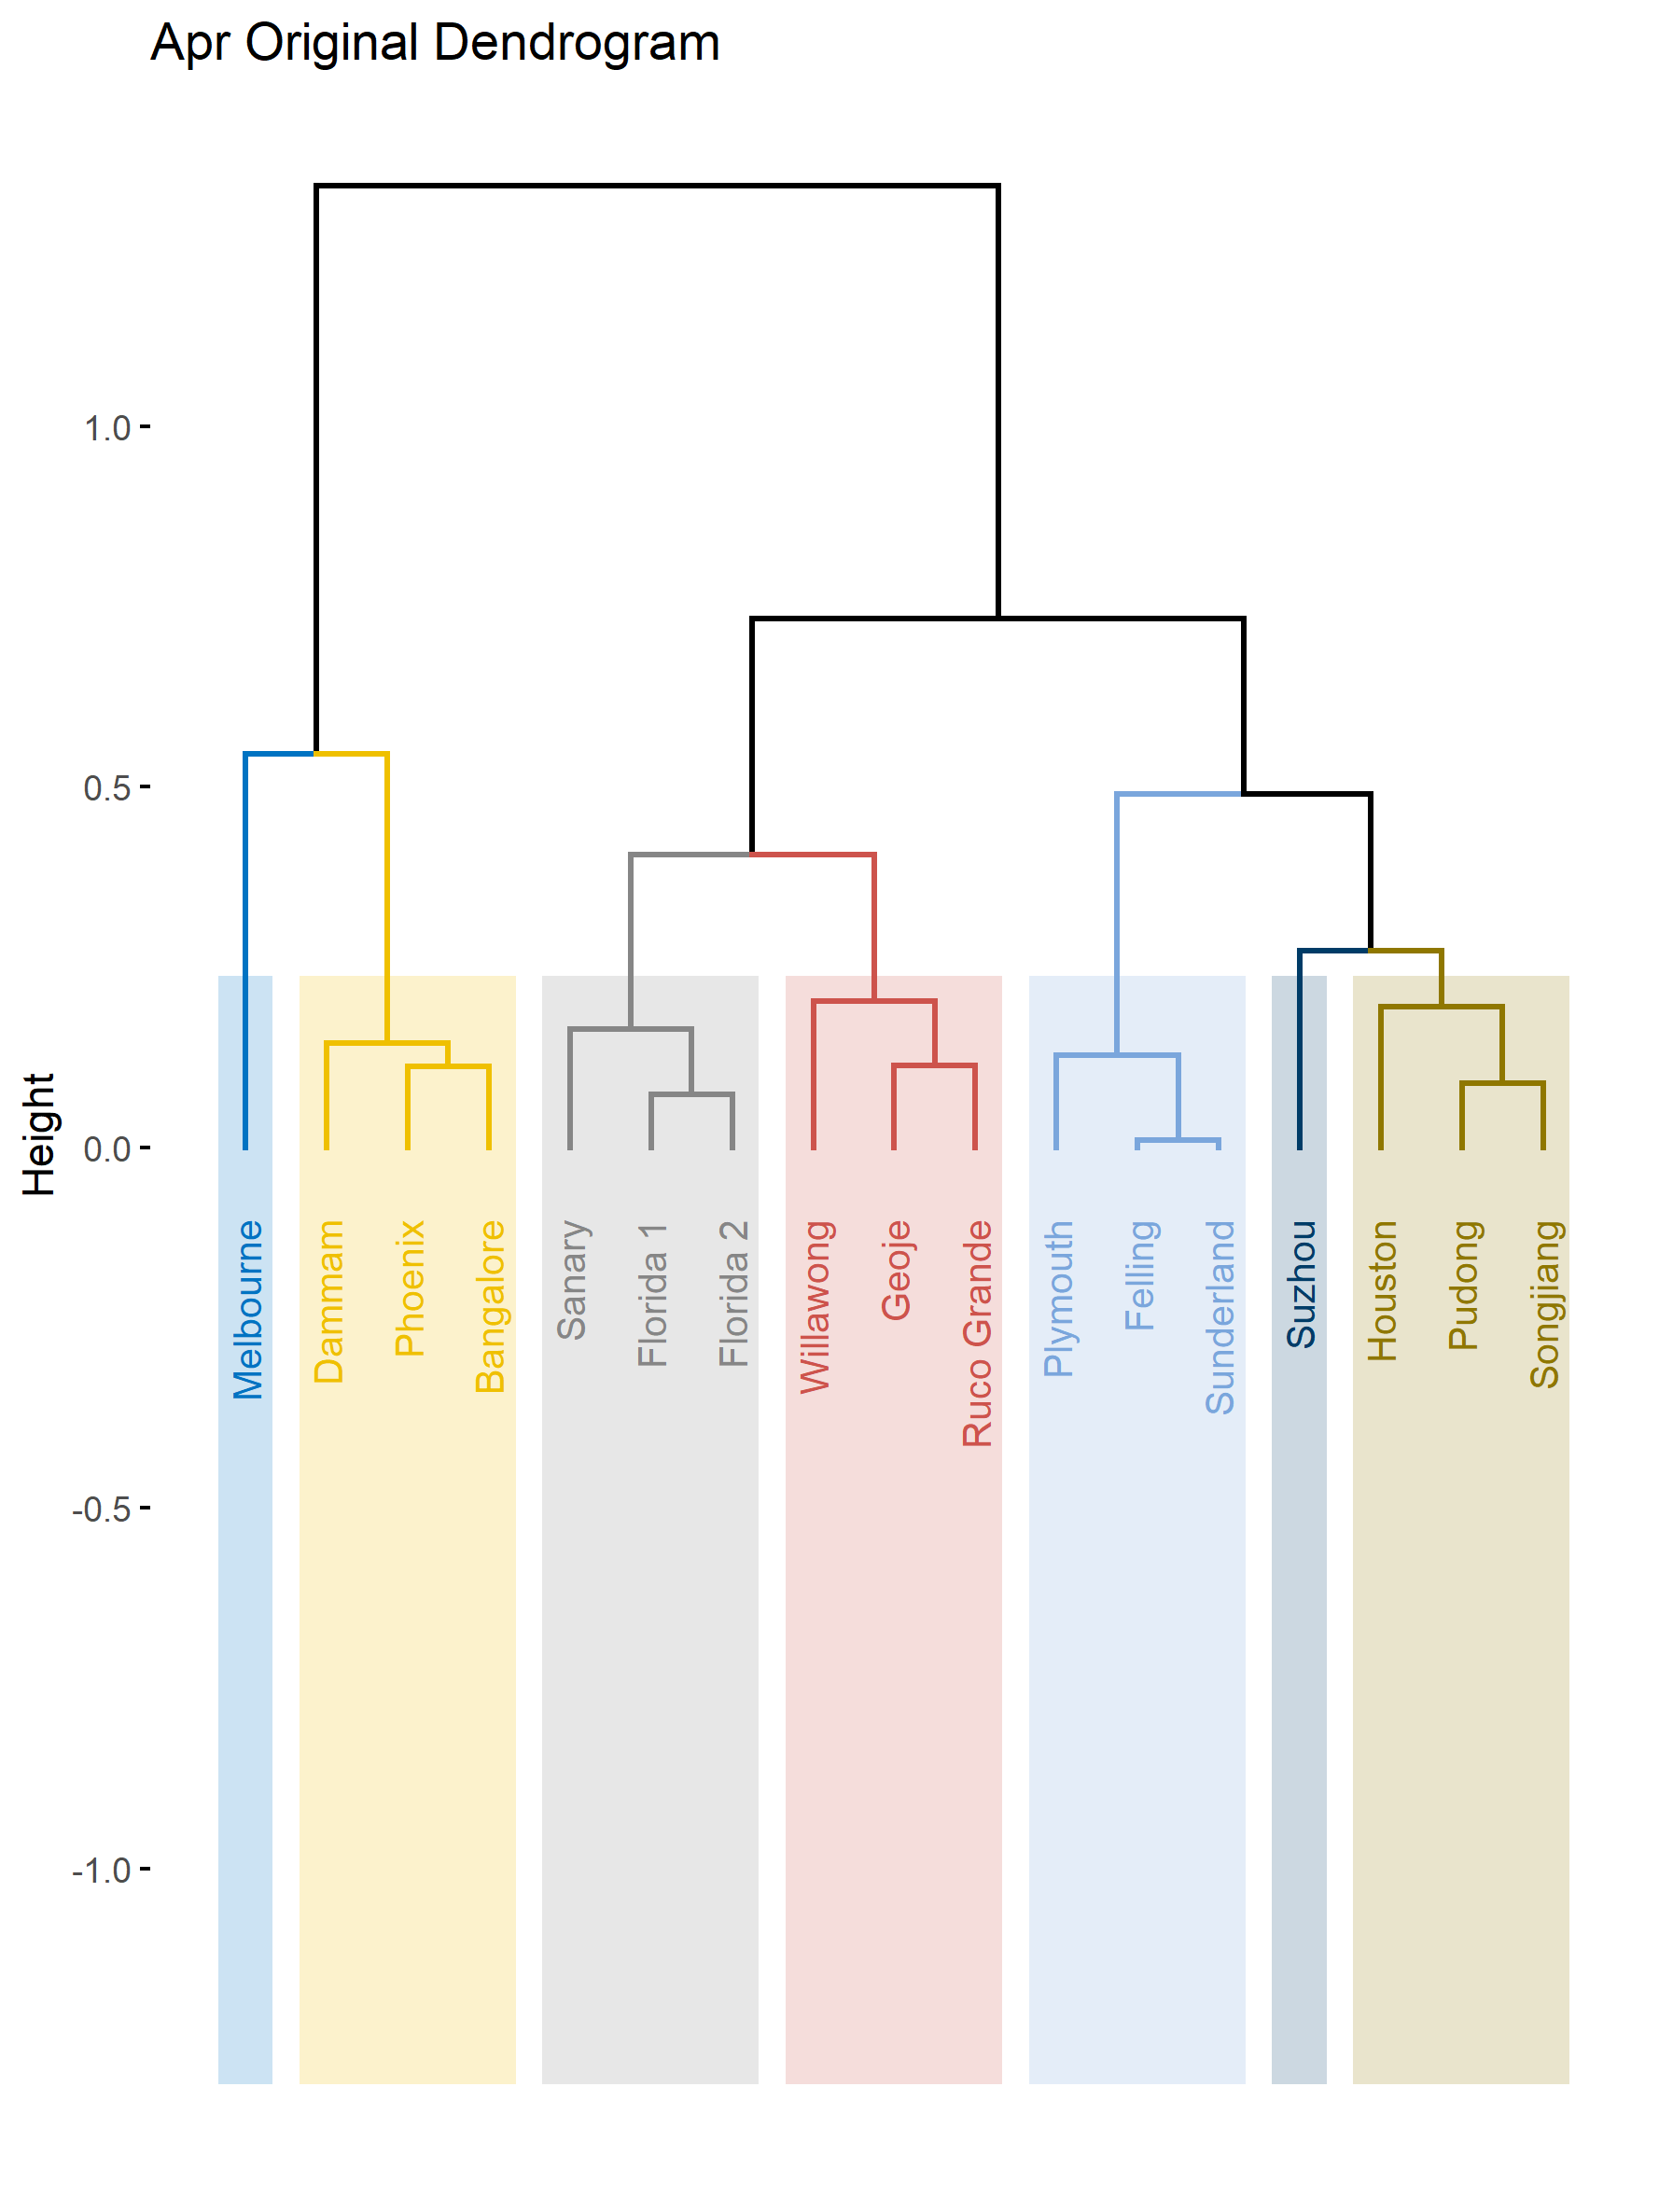 Apr Original Dendrogram
1.0
0.5
0.0
-0.5
-1.0
Height
Melbourne
Dammam
Phoenix
Bangalore
Sanary
Florida 1
Florida 2
Willawong
Geoje
Ruco Grande
Plymouth
Felling
Sunderland
Suzhou
Houston
Pudong
Songjiang